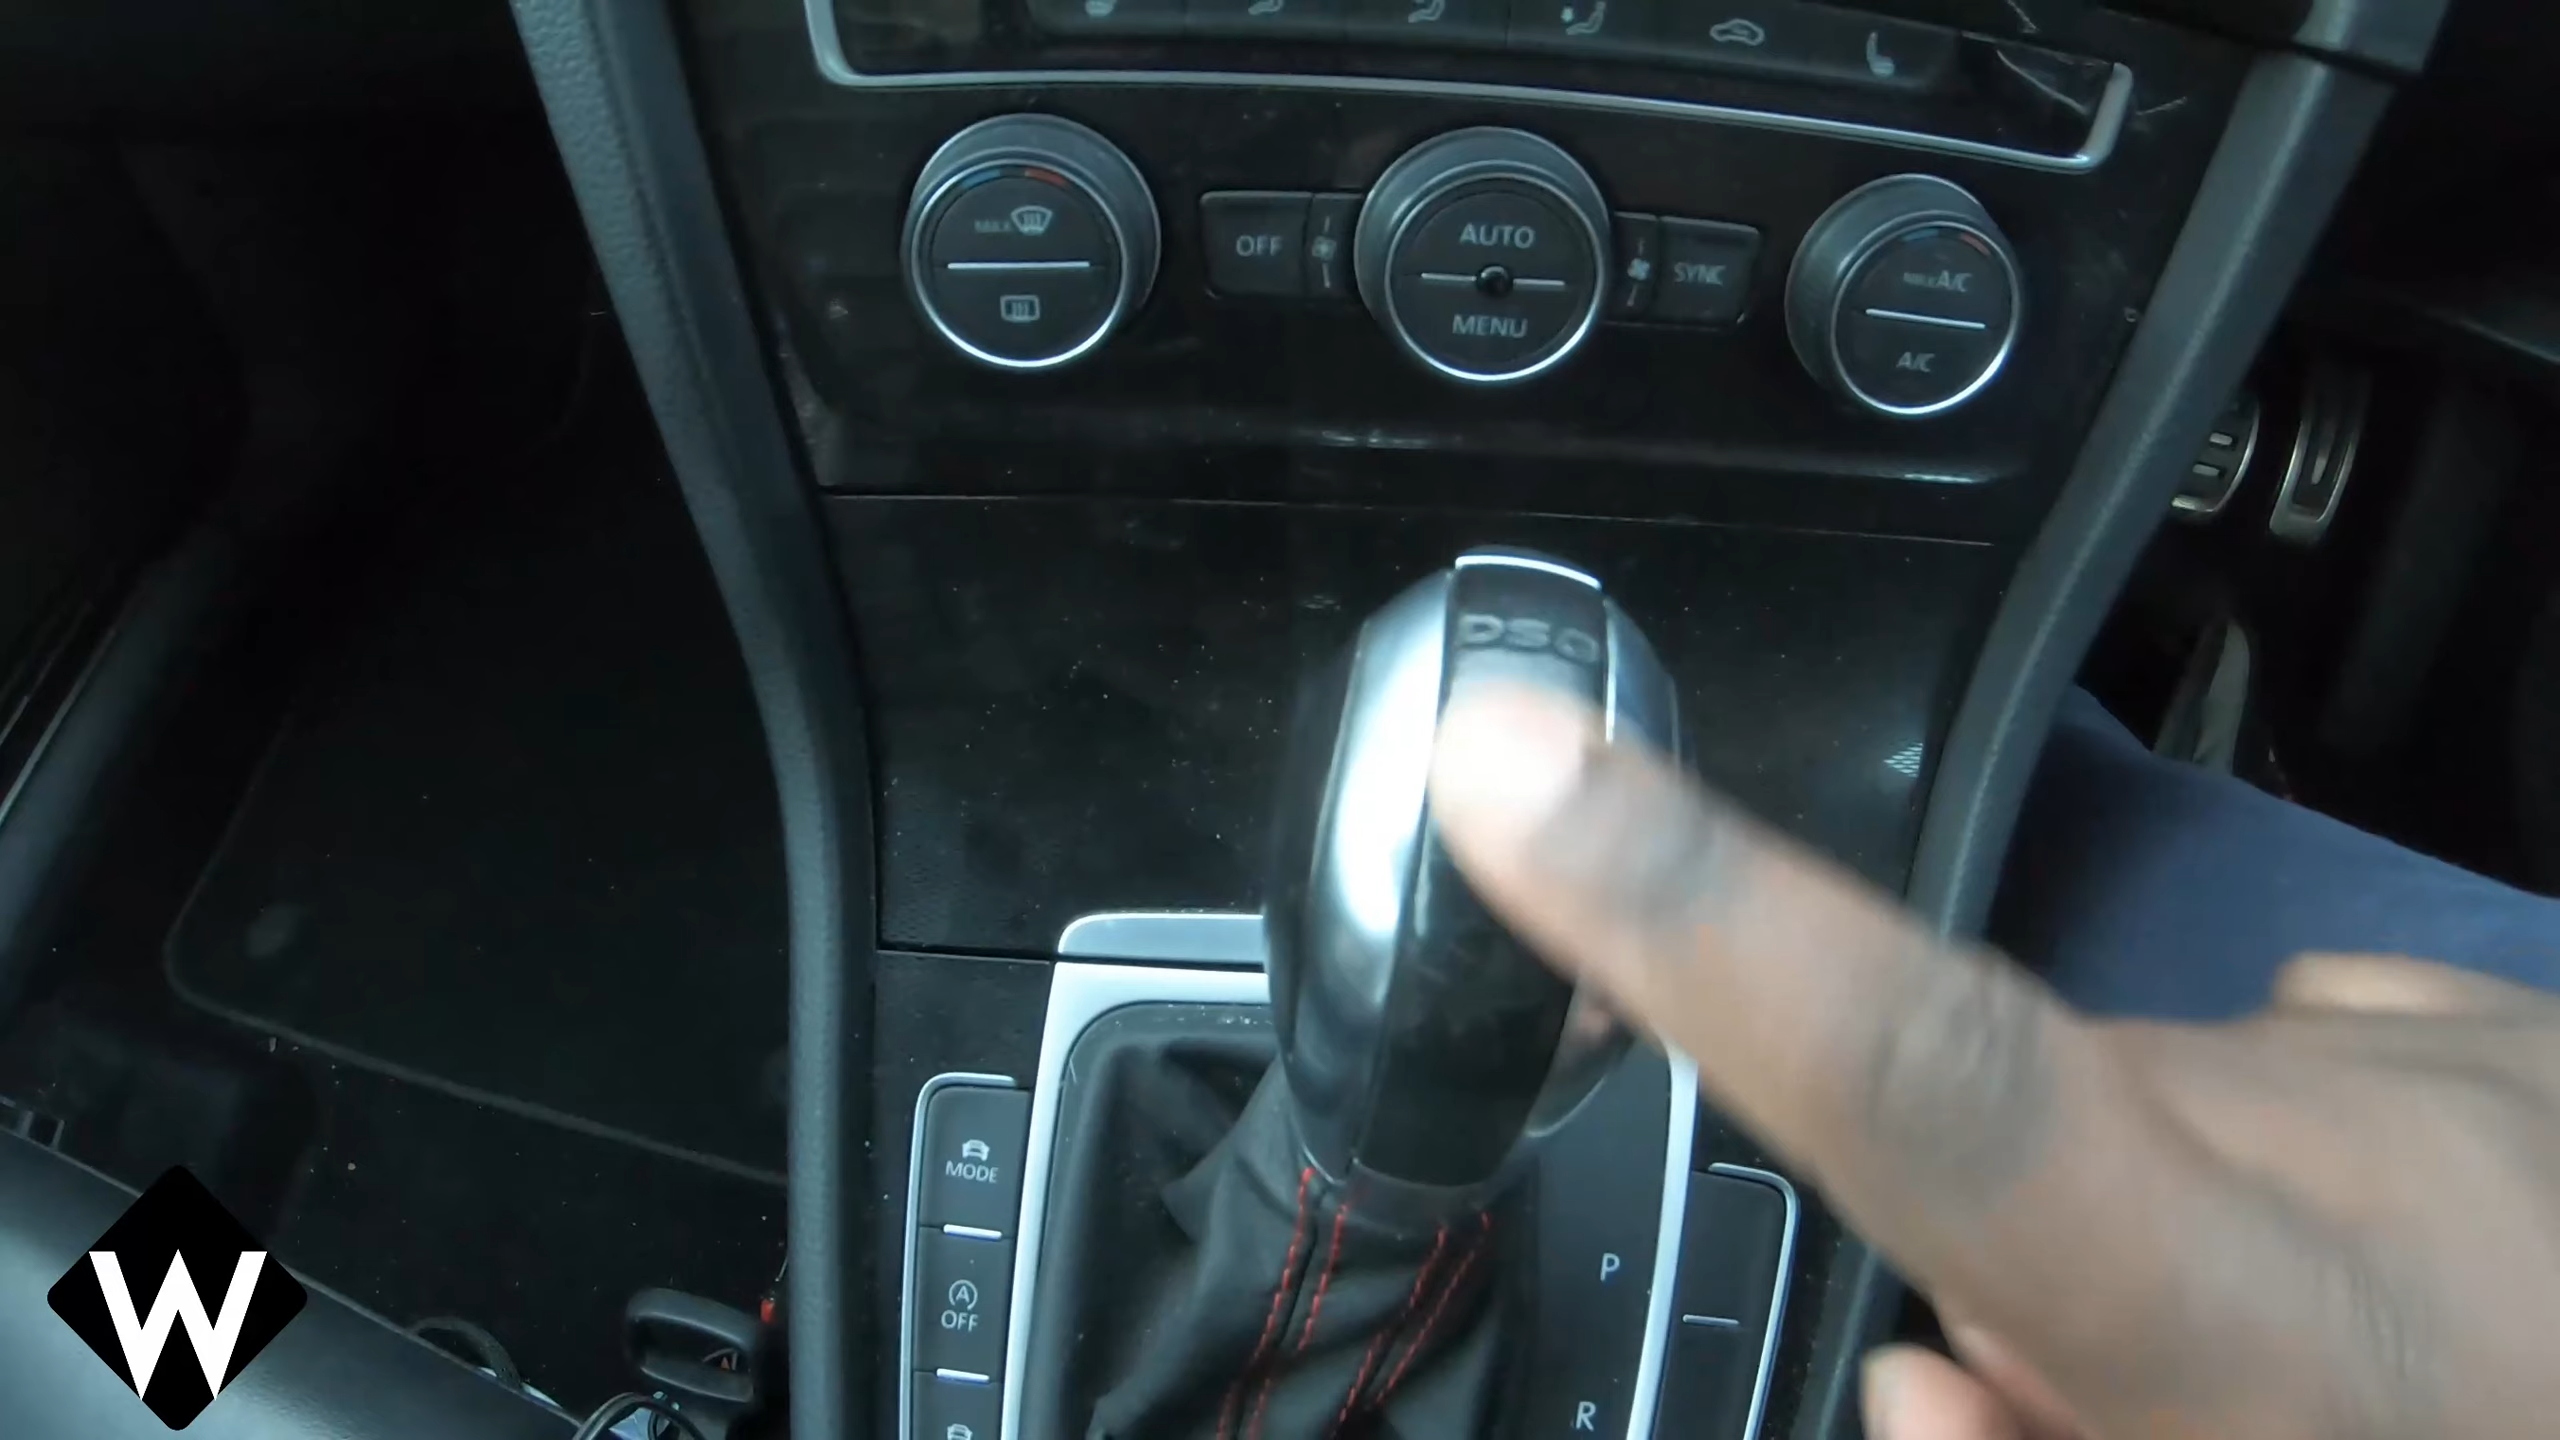 MAX
OFF
AUTO
MENU
SYNC
MAX A/C
A/C
DSG
MODE
A
OFF
P
R
W